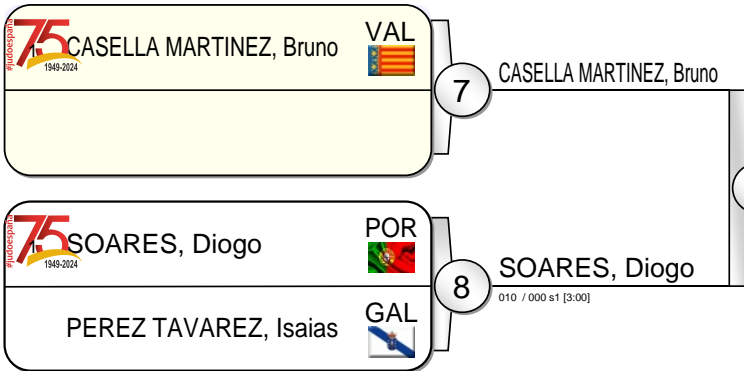 #judoespaña
75
1949-2024
CASELLA MARTINEZ, Bruno
VAL
7
CASELLA MARTINEZ, Bruno
#judoespaña
75
1949-2024
SOARES, Diogo
POR
8
SOARES, Diogo
010 / 000 s1 [3:00]
PEREZ TAVAREZ, Isaias
GAL